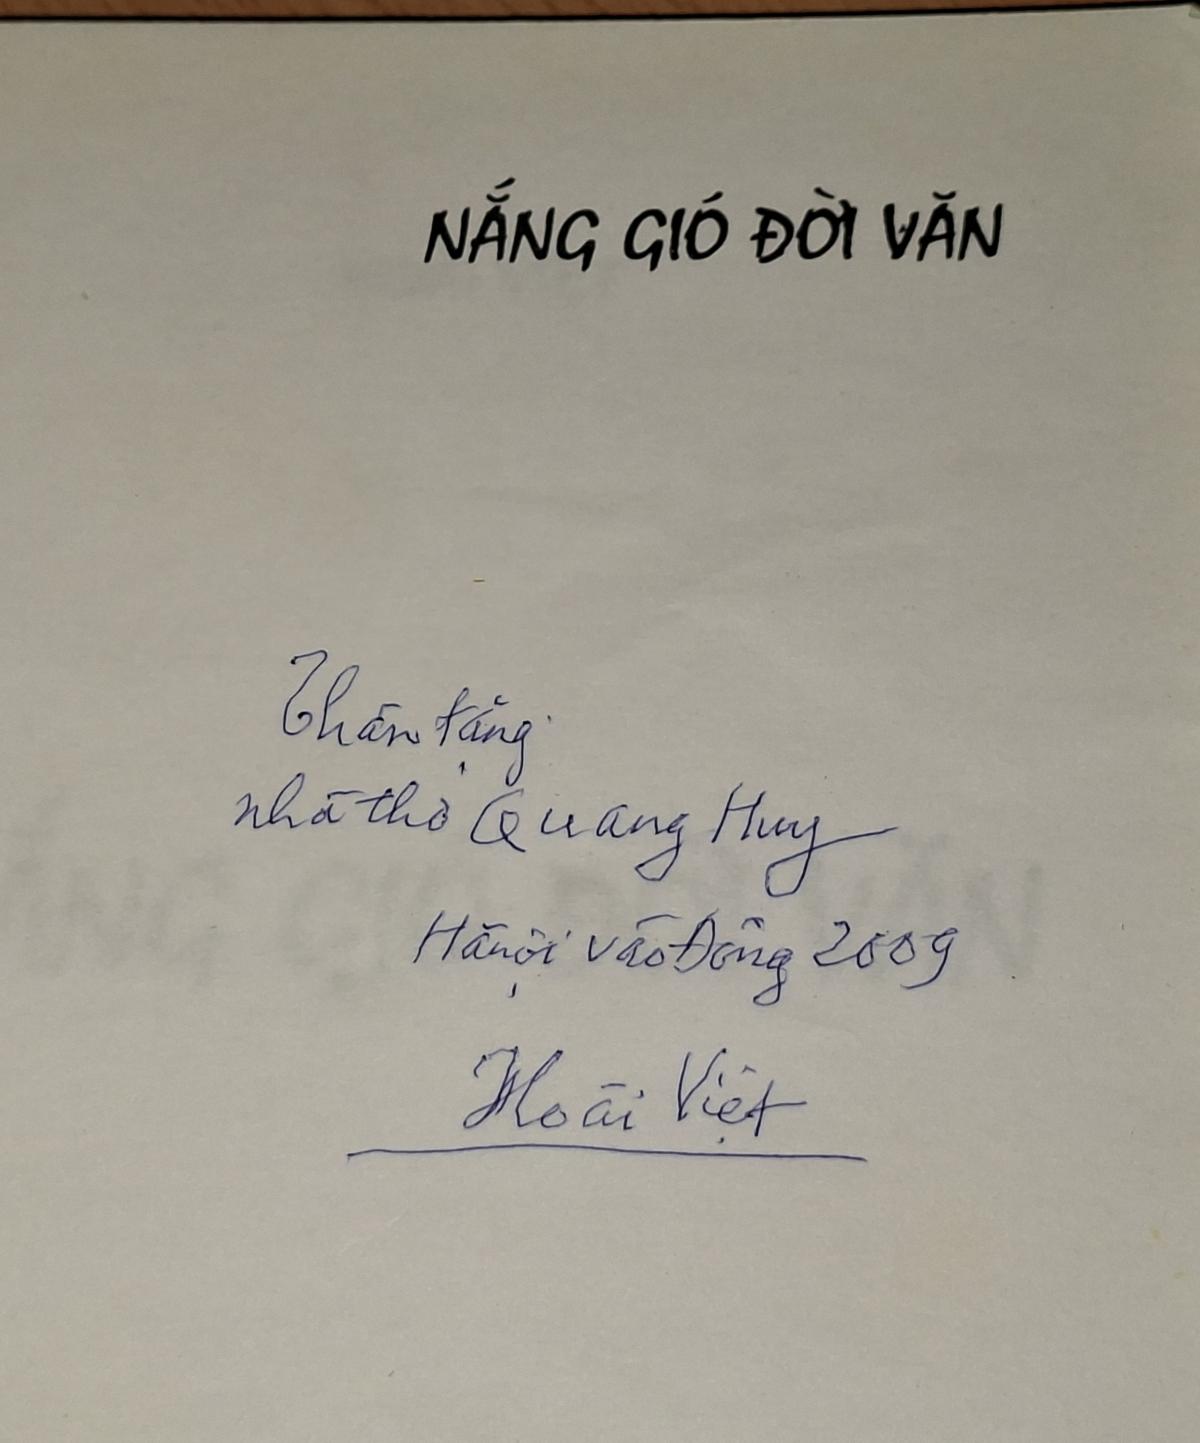 NẮNG GIÓ ĐỜI VĂN
Thân tặng
nhà thơ Quang Huy
Hà nội vào Đông 2009
Hoài Việt